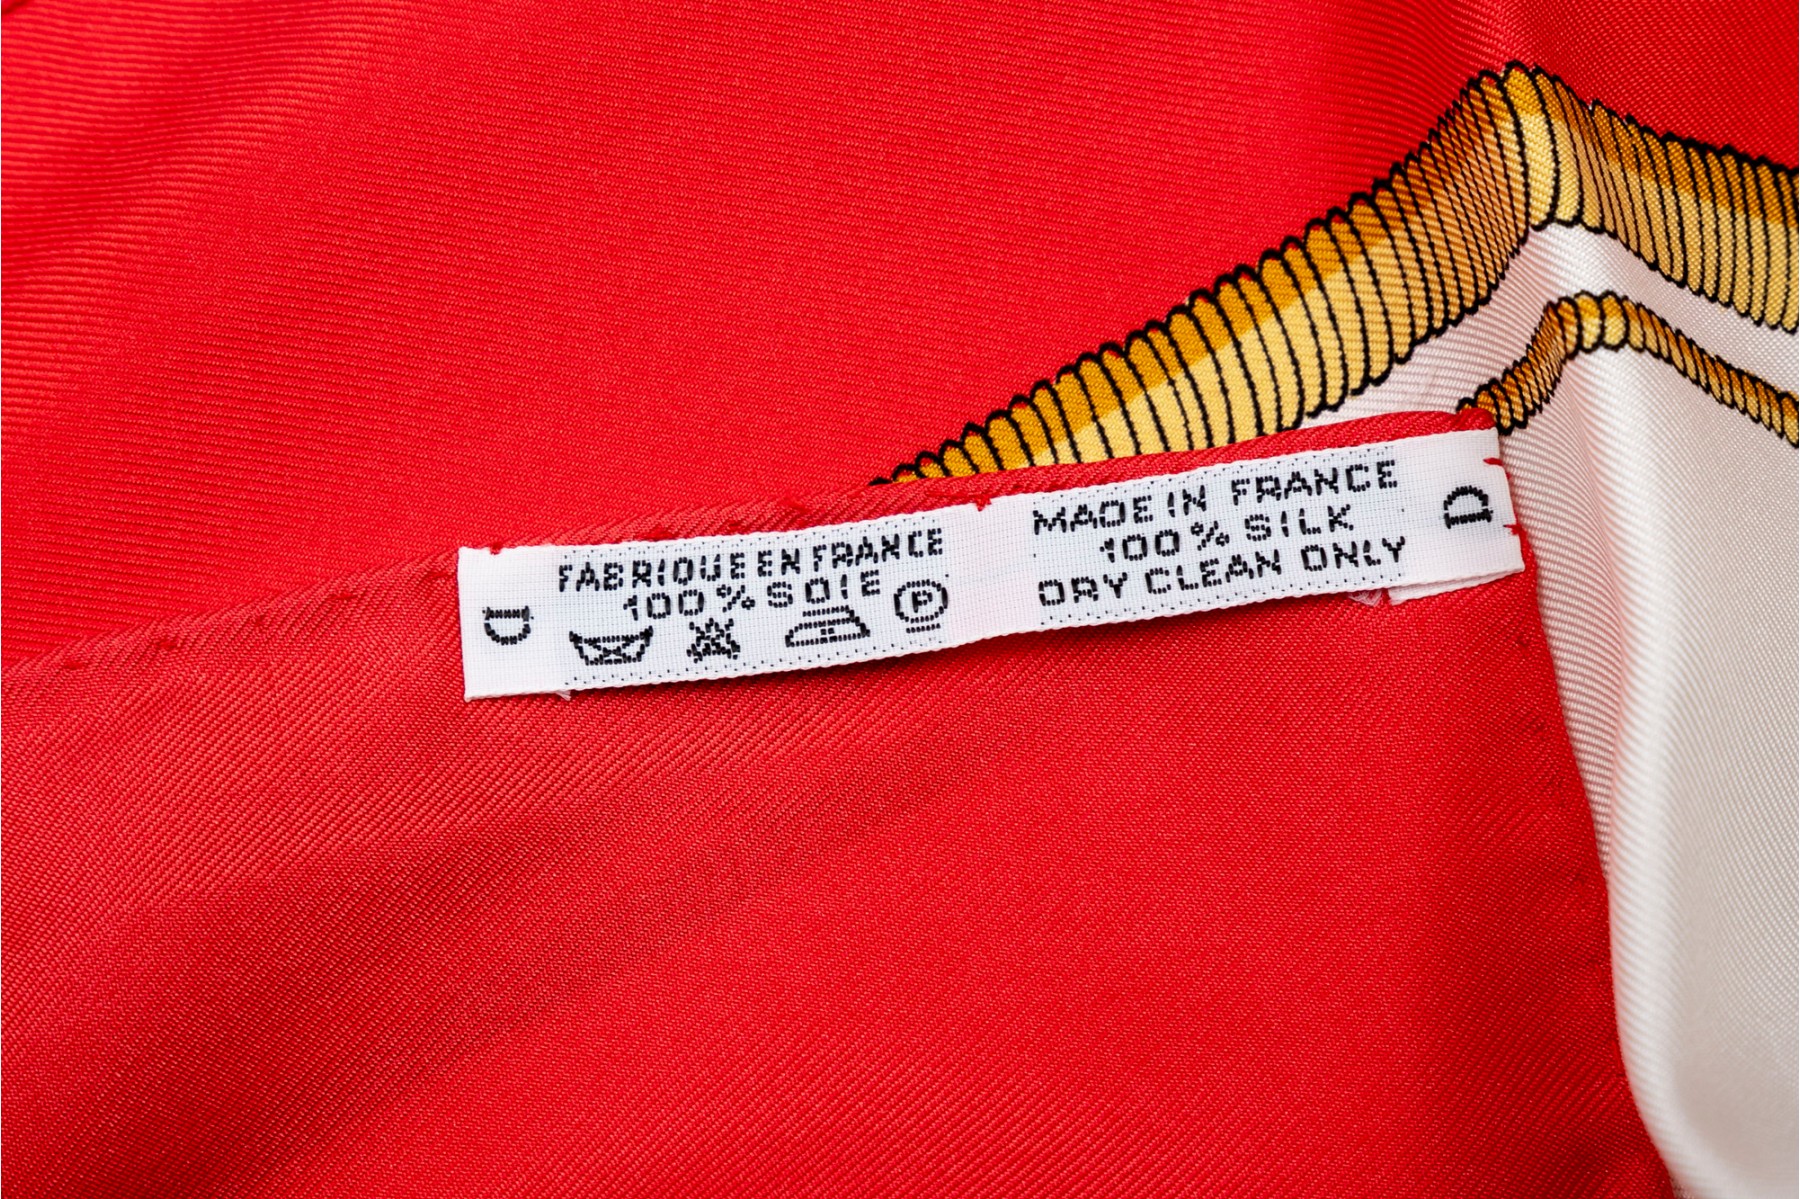 D
FABRIQUE EN FRANCE
100% SOIE
P
MADE IN FRANCE
100% SILK
DRY CLEAN ONLY
D